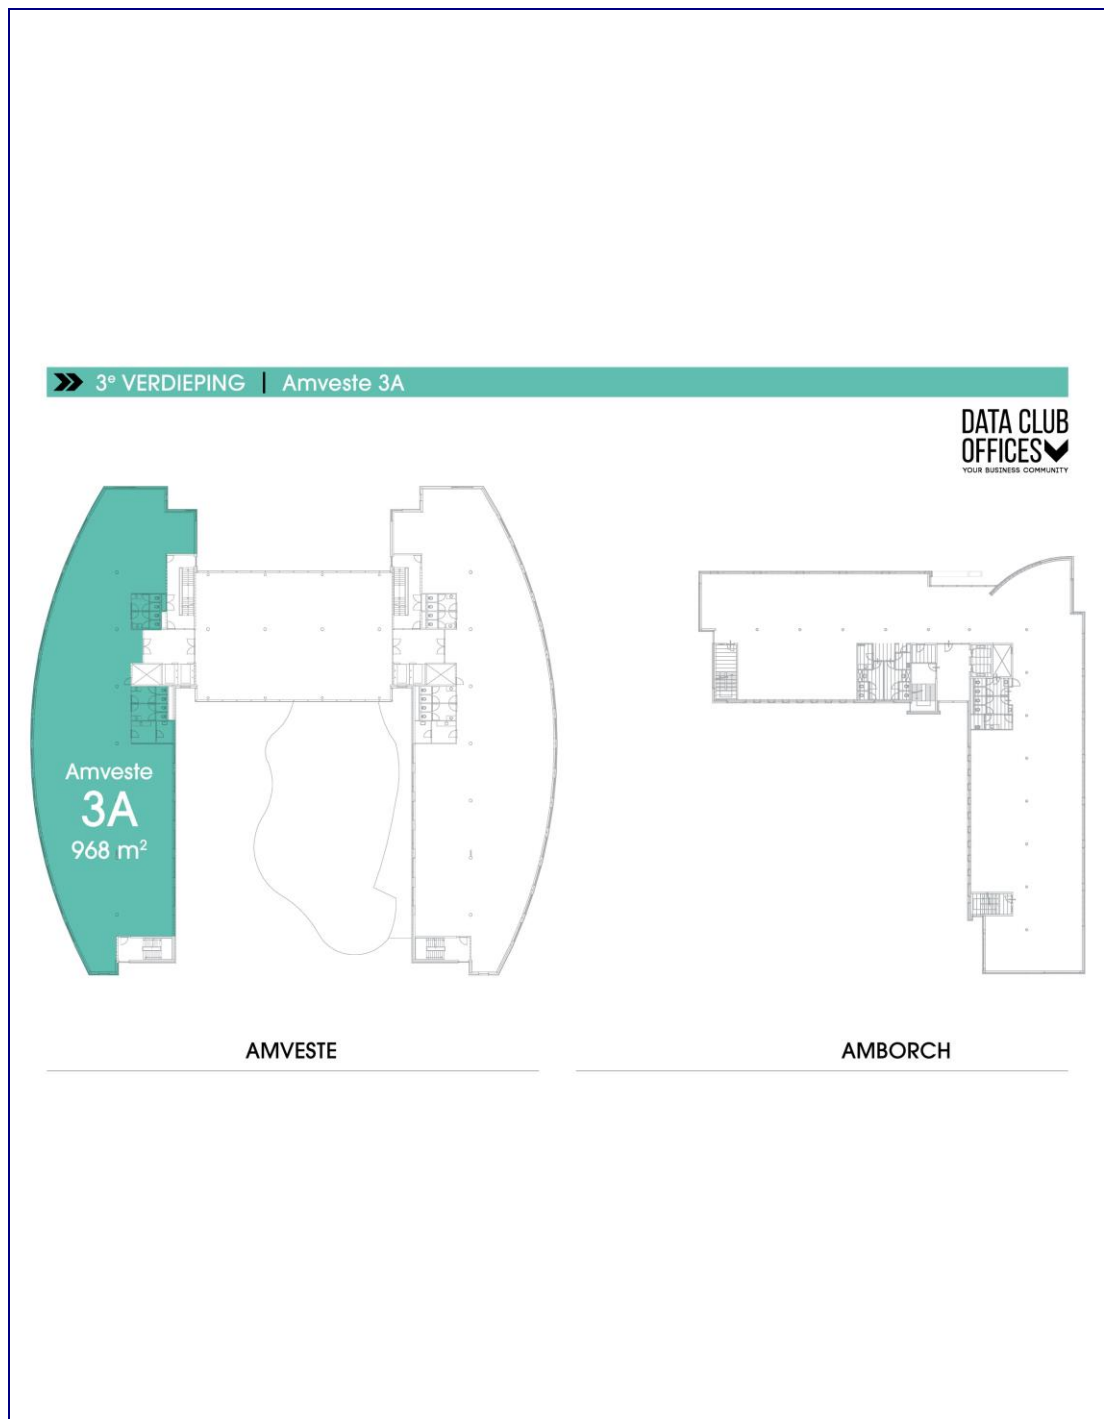 3e VERDIEPING | Amveste 3A
DATA CLUB
OFFICES
YOUR BUSINESS COMMUNITY
Amveste
3A
968 m²
AMVESTE
AMBORCH